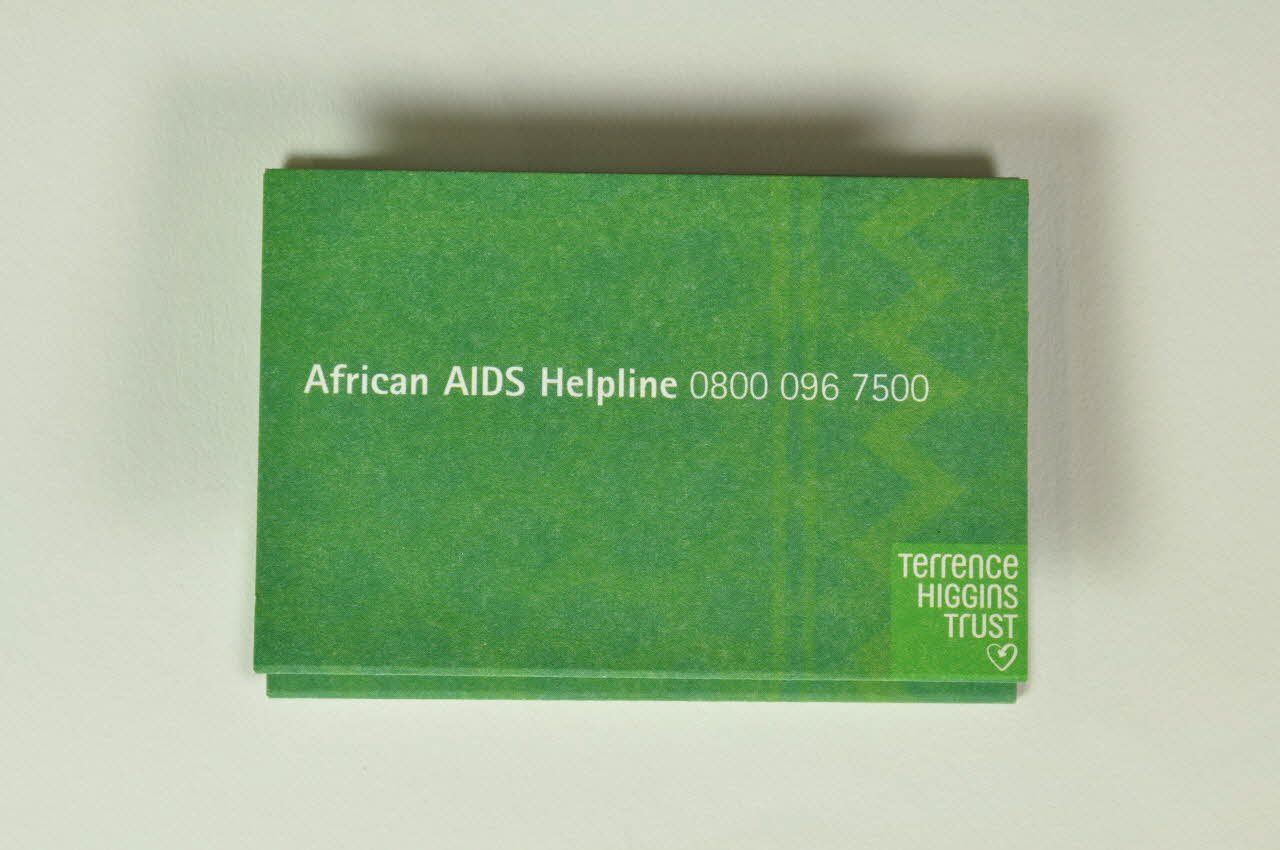 African AIDS Helpline 0800 096 7500
Terrence
HIGGINS
TRUST